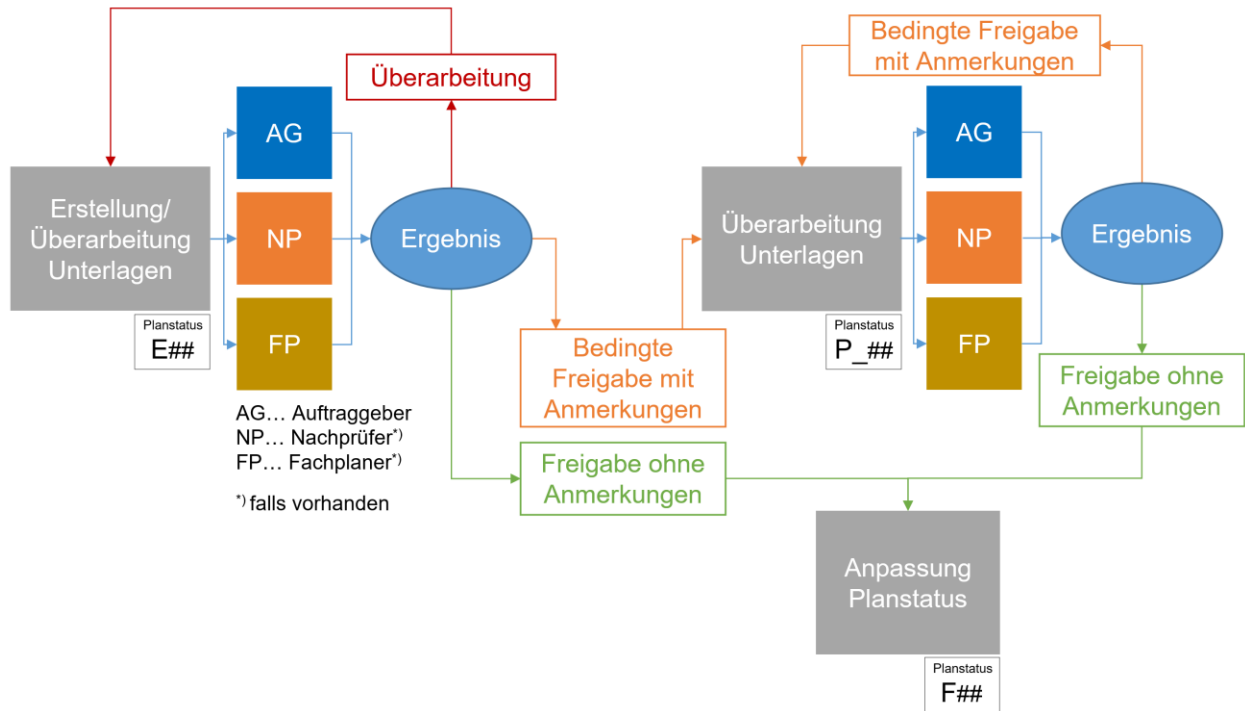 Überarbeitung
AG
Erstellung/
Überarbeitung
Unterlagen
NP
Ergebnis
FP
Planstatus
E##
AG… Auftraggeber
NP… Nachprüfer*)
FP… Fachplaner*)
*) falls vorhanden
Bedingte
Freigabe mit
Anmerkungen
Freigabe ohne
Anmerkungen
Bedingte Freigabe
mit Anmerkungen
AG
Überarbeitung
Unterlagen
NP
Ergebnis
FP
Planstatus
P_##
Freigabe ohne
Anmerkungen
Anpassung
Planstatus
Planstatus
F##